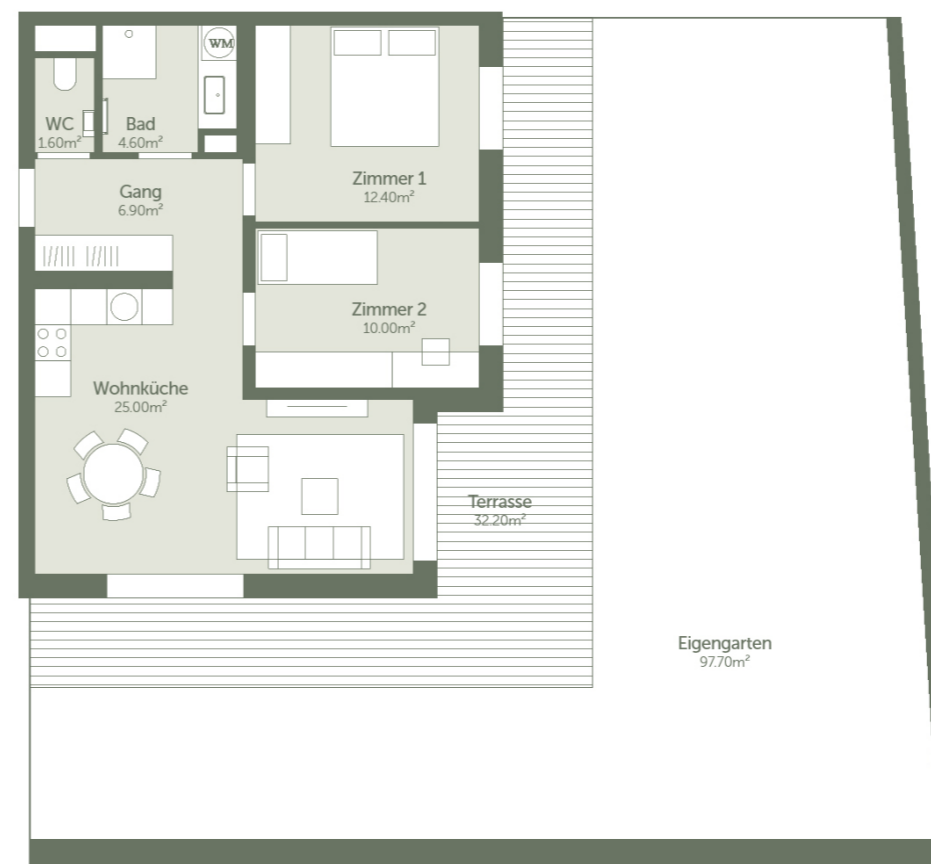 WM
WC
1.60m²
Bad
4.60m²
Gang
6.90m²
Zimmer 1
12.40m²
Zimmer 2
10.00m²
Wohnküche
25.00m²
Terrasse
32.20m²
Eigengarten
97.70m²